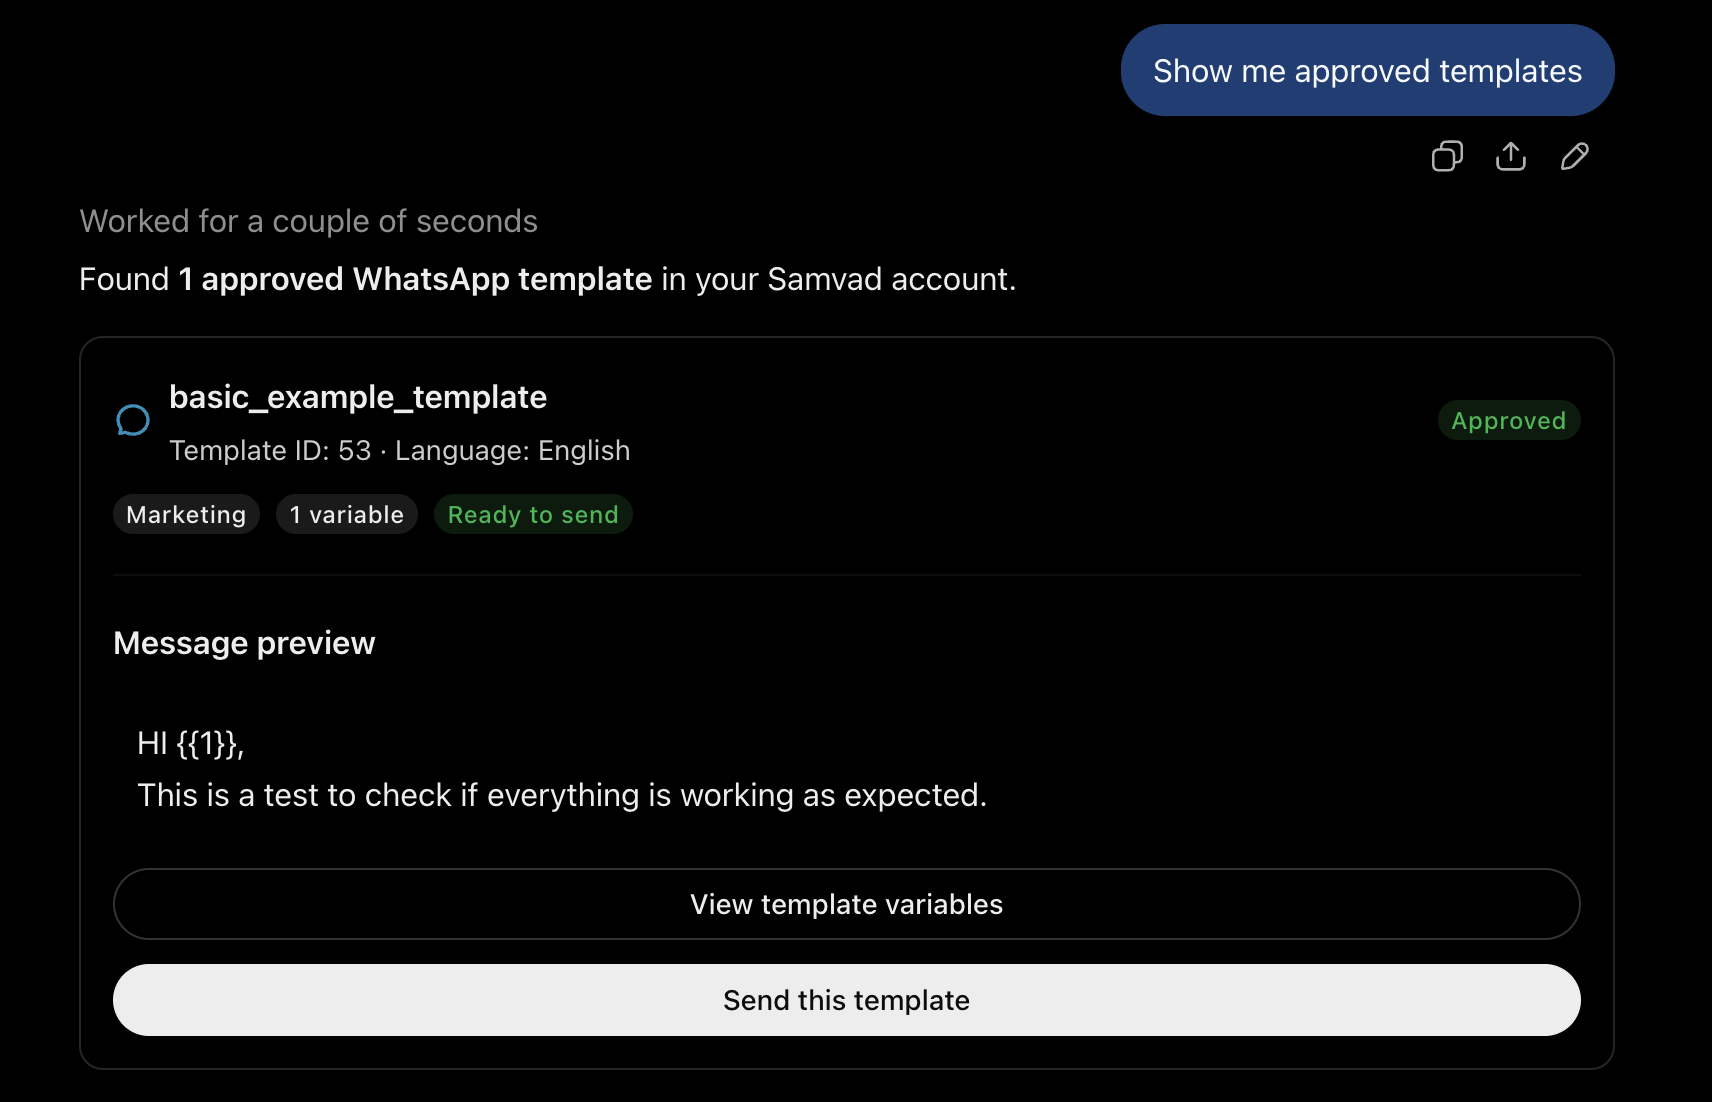 Show me approved templates
Worked for a couple of seconds
Found 1 approved WhatsApp template in your Samvad account.
basic_example_template
Template ID: 53 · Language: English
Approved
Marketing
1 variable
Ready to send
Message preview
HI {{1}},
This is a test to check if everything is working as expected.
View template variables
Send this template